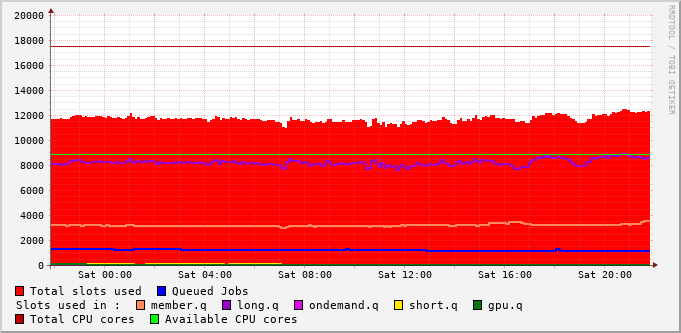 20000
18000
16000
14000
12000
10000
8000
6000
4000
2000
0
Sat 00:00 Sat 04:00 Sat 08:00 Sat 12:00 Sat 16:00 Sat 20:00
RRDTOOL / TOBI OETIKER
Total slots used Queued Jobs
Slots used in : member.q long.q ondemand.q short.q gpu.q
Total CPU cores Available CPU cores